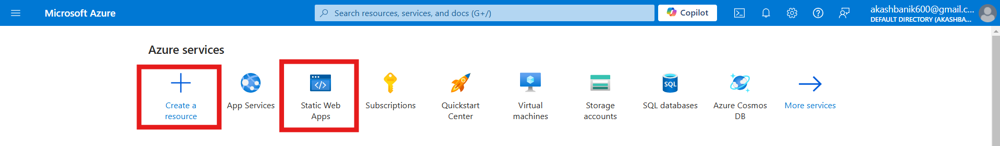 Microsoft Azure
Search resources, services, and docs (G+/)
Copilot
akashbanik600@gmail.c...
DEFAULT DIRECTORY (AKASHBA...
Azure services
Create a
resource
App Services
Static Web
Apps
Subscriptions
Quickstart
Center
Virtual
machines
Storage
accounts
SQL
SQL databases
Azure Cosmos
DB
More services